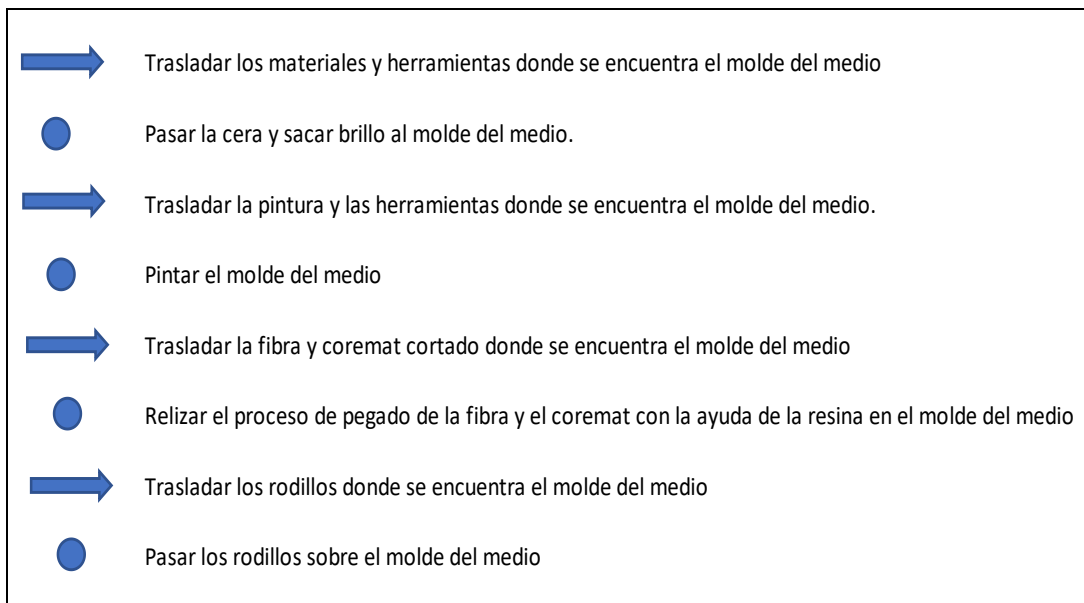 Trasladar los materiales y herramientas donde se encuentra el molde del medio
Pasar la cera y sacar brillo al molde del medio.
Trasladar la pintura y las herramientas donde se encuentra el molde del medio.
Pintar el molde del medio
Trasladar la fibra y coremat cortado donde se encuentra el molde del medio
Relizar el proceso de pegado de la fibra y el coremat con la ayuda de la resina en el molde del medio
Trasladar los rodillos donde se encuentra el molde del medio
Pasar los rodillos sobre el molde del medio